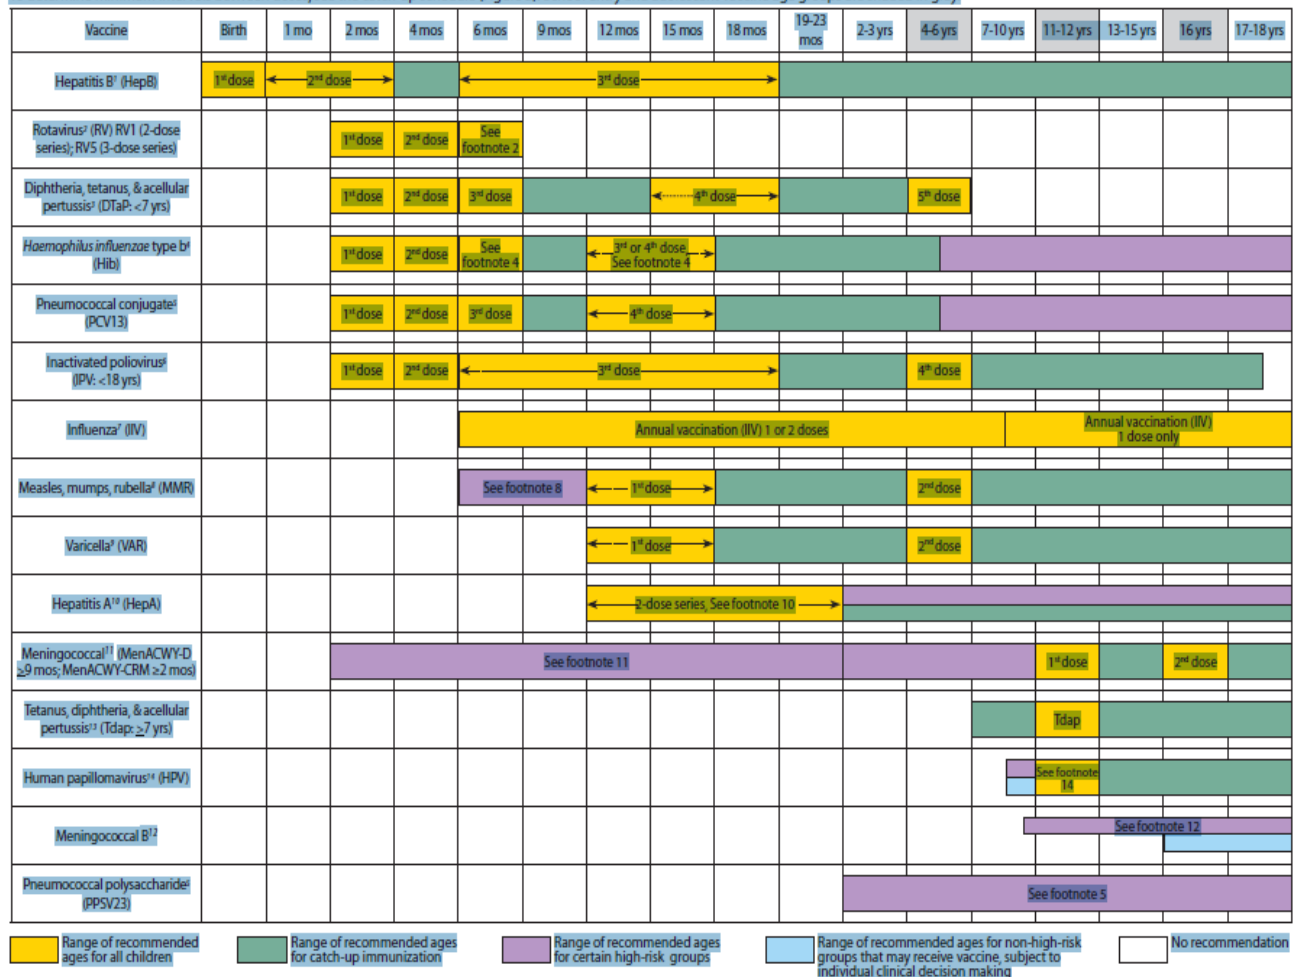 Vaccine Birth 1 mo 2 mos 4 mos 6 mos 9 mos 12 mos 15 mos 18 mos 19-23 mos 2-3 yrs 4-6 yrs 7-10 yrs 11-12 yrs 13-15 yrs 16 yrs 17-18 yrs
Hepatitis B¹ (HepB)
1ˢᵗ dose 2ⁿᵈ dose 3ʳᵈ dose
Rotavirus² (RV) RV1 (2-dose
series); RV5 (3-dose series)
1ˢᵗ dose 2ⁿᵈ dose See
footnote 2
Diphtheria, tetanus, & acellular
pertussis³ (DTaP: <7 yrs)
1ˢᵗ dose 2ⁿᵈ dose 3ʳᵈ dose 4ᵗʰ dose 5ᵗʰ dose
Haemophilus influenzae type b⁴
(Hib)
1ˢᵗ dose 2ⁿᵈ dose See
footnote 4
3ʳᵈ or 4ᵗʰ dose,
See footnote 4
Pneumococcal conjugate⁵
(PCV13)
1ˢᵗ dose 2ⁿᵈ dose 3ʳᵈ dose 4ᵗʰ dose
Inactivated poliovirus⁶
(IPV: <18 yrs)
1ˢᵗ dose 2ⁿᵈ dose 3ʳᵈ dose 4ᵗʰ dose
Influenza⁷ (IIV)
Annual vaccination (IIV) 1 or 2 doses
Annual vaccination (IIV)
1 dose only
Measles, mumps, rubella⁸ (MMR)
See footnote 8 1ˢᵗ dose 2ⁿᵈ dose
Varicella⁹ (VAR)
1ˢᵗ dose 2ⁿᵈ dose
Hepatitis A¹⁰ (HepA)
2-dose series, See footnote 10
Meningococcal¹¹ (MenACWY-D
≥9 mos; MenACWY-CRM ≥2 mos)
See footnote 11 1ˢᵗ dose 2ⁿᵈ dose
Tetanus, diphtheria, & acellular
pertussis¹³ (Tdap: ≥7 yrs)
Tdap
Human papillomavirus¹⁴ (HPV)
See footnote
14
Meningococcal B¹²
See footnote 12
Pneumococcal polysaccharide⁵
(PPSV23)
See footnote 5
Range of recommended
ages for all children
Range of recommended ages
for catch-up immunization
Range of recommended ages
for certain high-risk groups
Range of recommended ages for non-high-risk
groups that may receive vaccine, subject to
individual clinical decision making
No recommendation